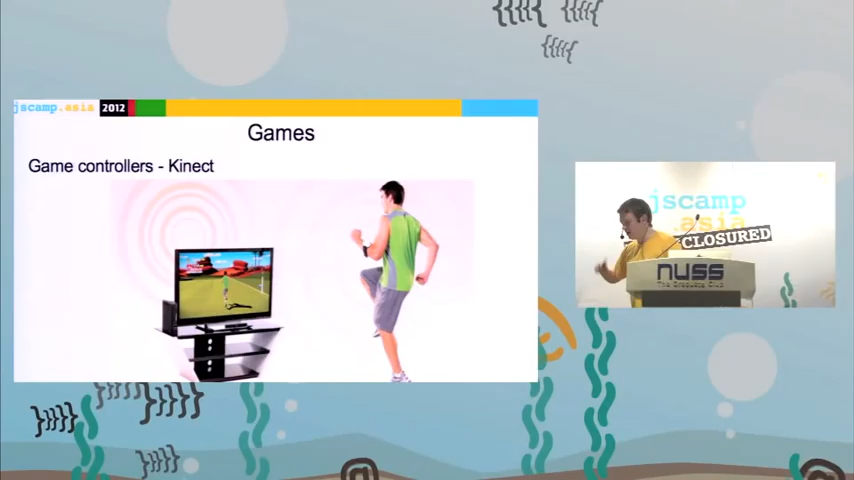 jscamp.asia 2012
Games
Game controllers - Kinect
jscamp
.asia
CLOSURED
NUSS
The Graduate Club